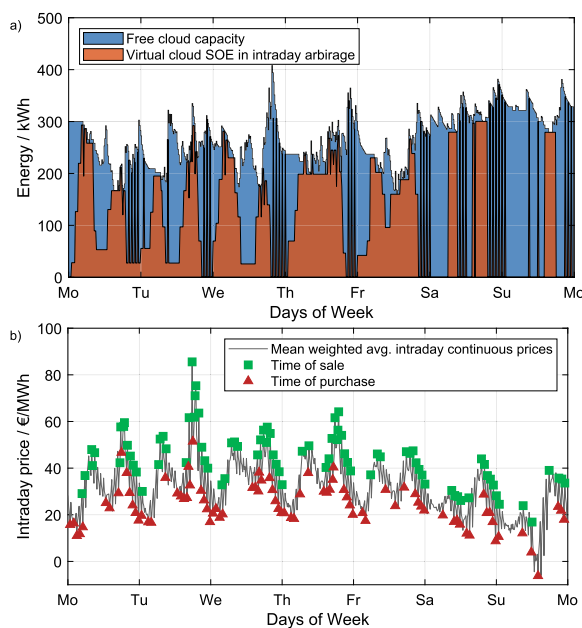 a)
Free cloud capacity
Virtual cloud SOE in intraday arbirage
Energy / kWh
500
400
300
200
100
0
Mo Tu We Th Fr Sa Su Mo
Days of Week
b)
Mean weighted avg. intraday continuous prices
Time of sale
Time of purchase
Intraday price / €/MWh
100
80
60
40
20
0
Mo Tu We Th Fr Sa Su Mo
Days of Week